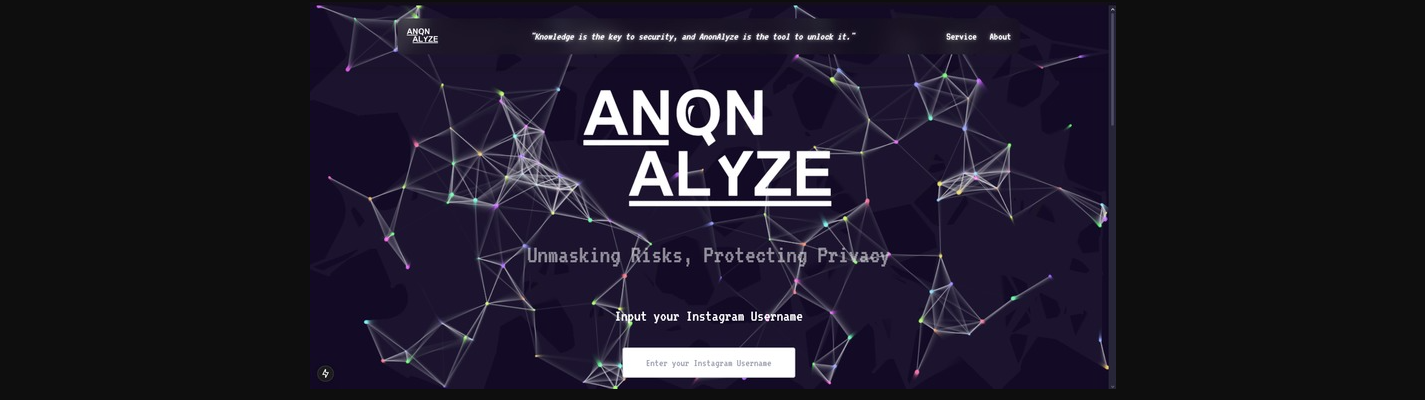 ANQN
ALYZE
"Knowledge is the key to security, and AnonAlyze is the tool to unlock it."
Service
About
ANQN
ALYZE
Unmasking Risks, Protecting Privacy
Input your Instagram Username
Enter your Instagram Username